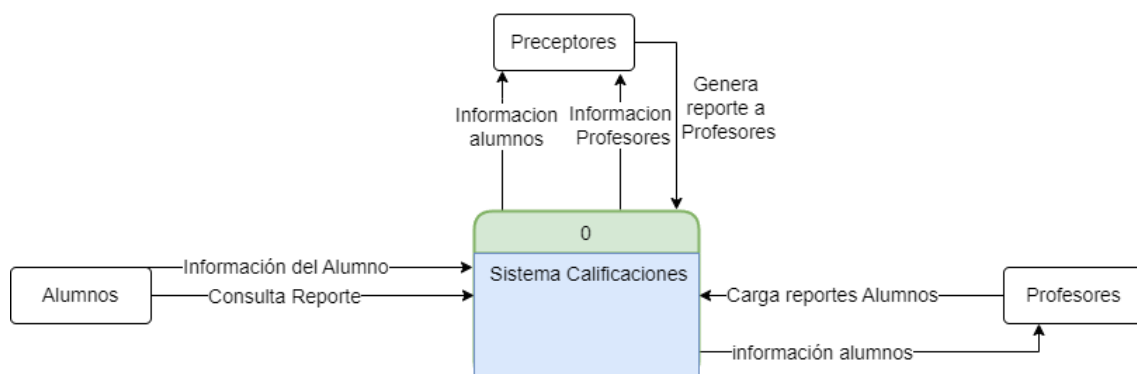 Preceptores
Informacion
alumnos
Informacion
Profesores
Genera
reporte a
Profesores
0
Sistema Calificaciones
Información del Alumno
Alumnos
Consulta Reporte
Carga reportes Alumnos
Profesores
información alumnos